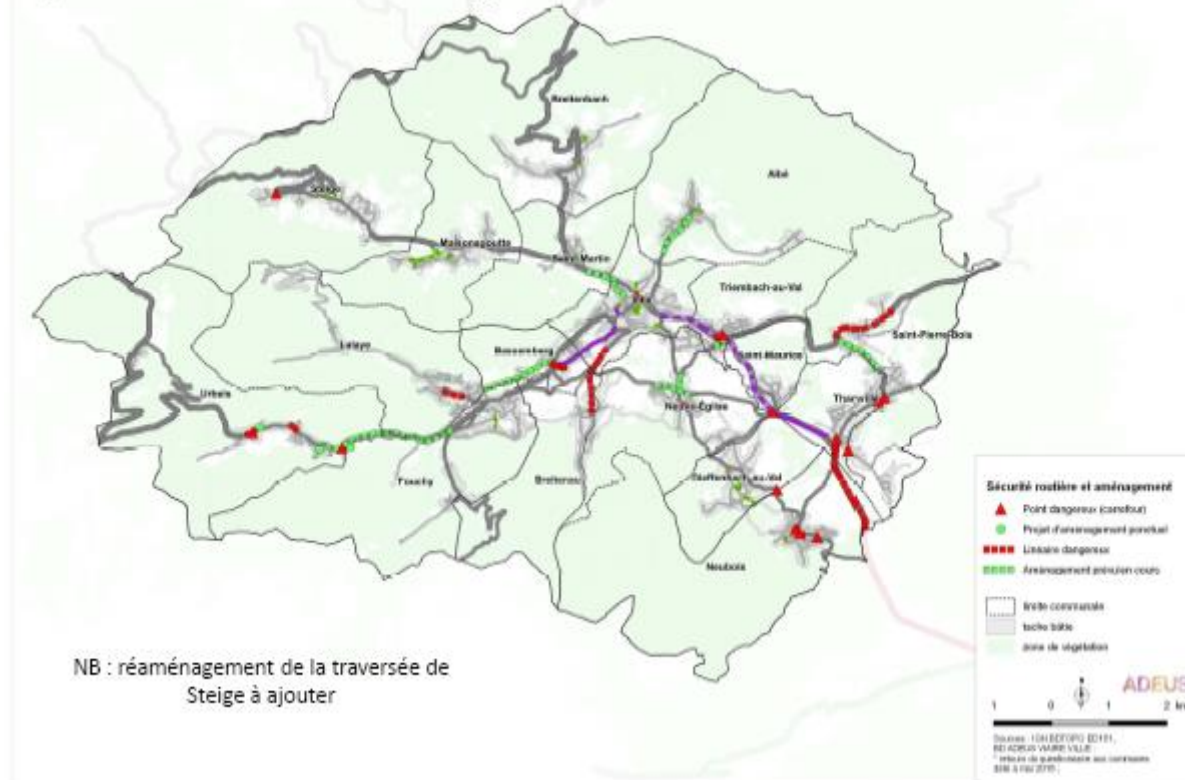 Breitenbach
Albé
Steige
Maisonsgoutte
Saint-Martin
Villé
Triembach-au-Val
Saint-Pierre-Bois
Bassemberg
Saint-Maurice
Lalaye
Urbeis
Neuve-Église
Thanvillé
Fouchy
Breitenau
Dieffenbach-au-Val
Neubois
NB : réaménagement de la traversée de
Steige à ajouter
Sécurité routière et aménagement
Point dangereux (carrefour)
Projet d'aménagement ponctuel
Linéaire dangereux
Aménagement prévu/en cours
limite communale
tache bâtie
zone de végétation
ADEUS
1 0 1 2 km